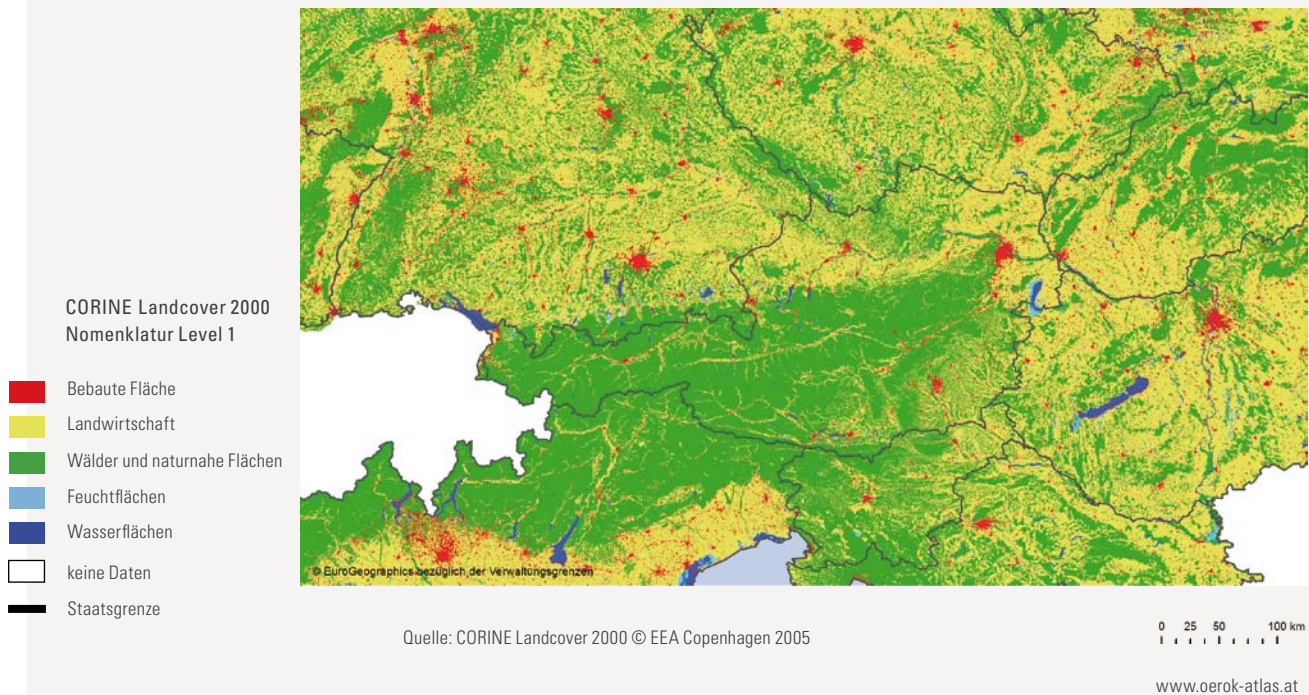 CORINE Landcover 2000
Nomenklatur Level 1
Bebaute Fläche
Landwirtschaft
Wälder und naturnahe Flächen
Feuchtflächen
Wasserflächen
keine Daten
Staatsgrenze
© EuroGeographics bezüglich der Verwaltungsgrenzen
Quelle: CORINE Landcover 2000 © EEA Copenhagen 2005
0 25 50 100 km
www.oerok-atlas.at